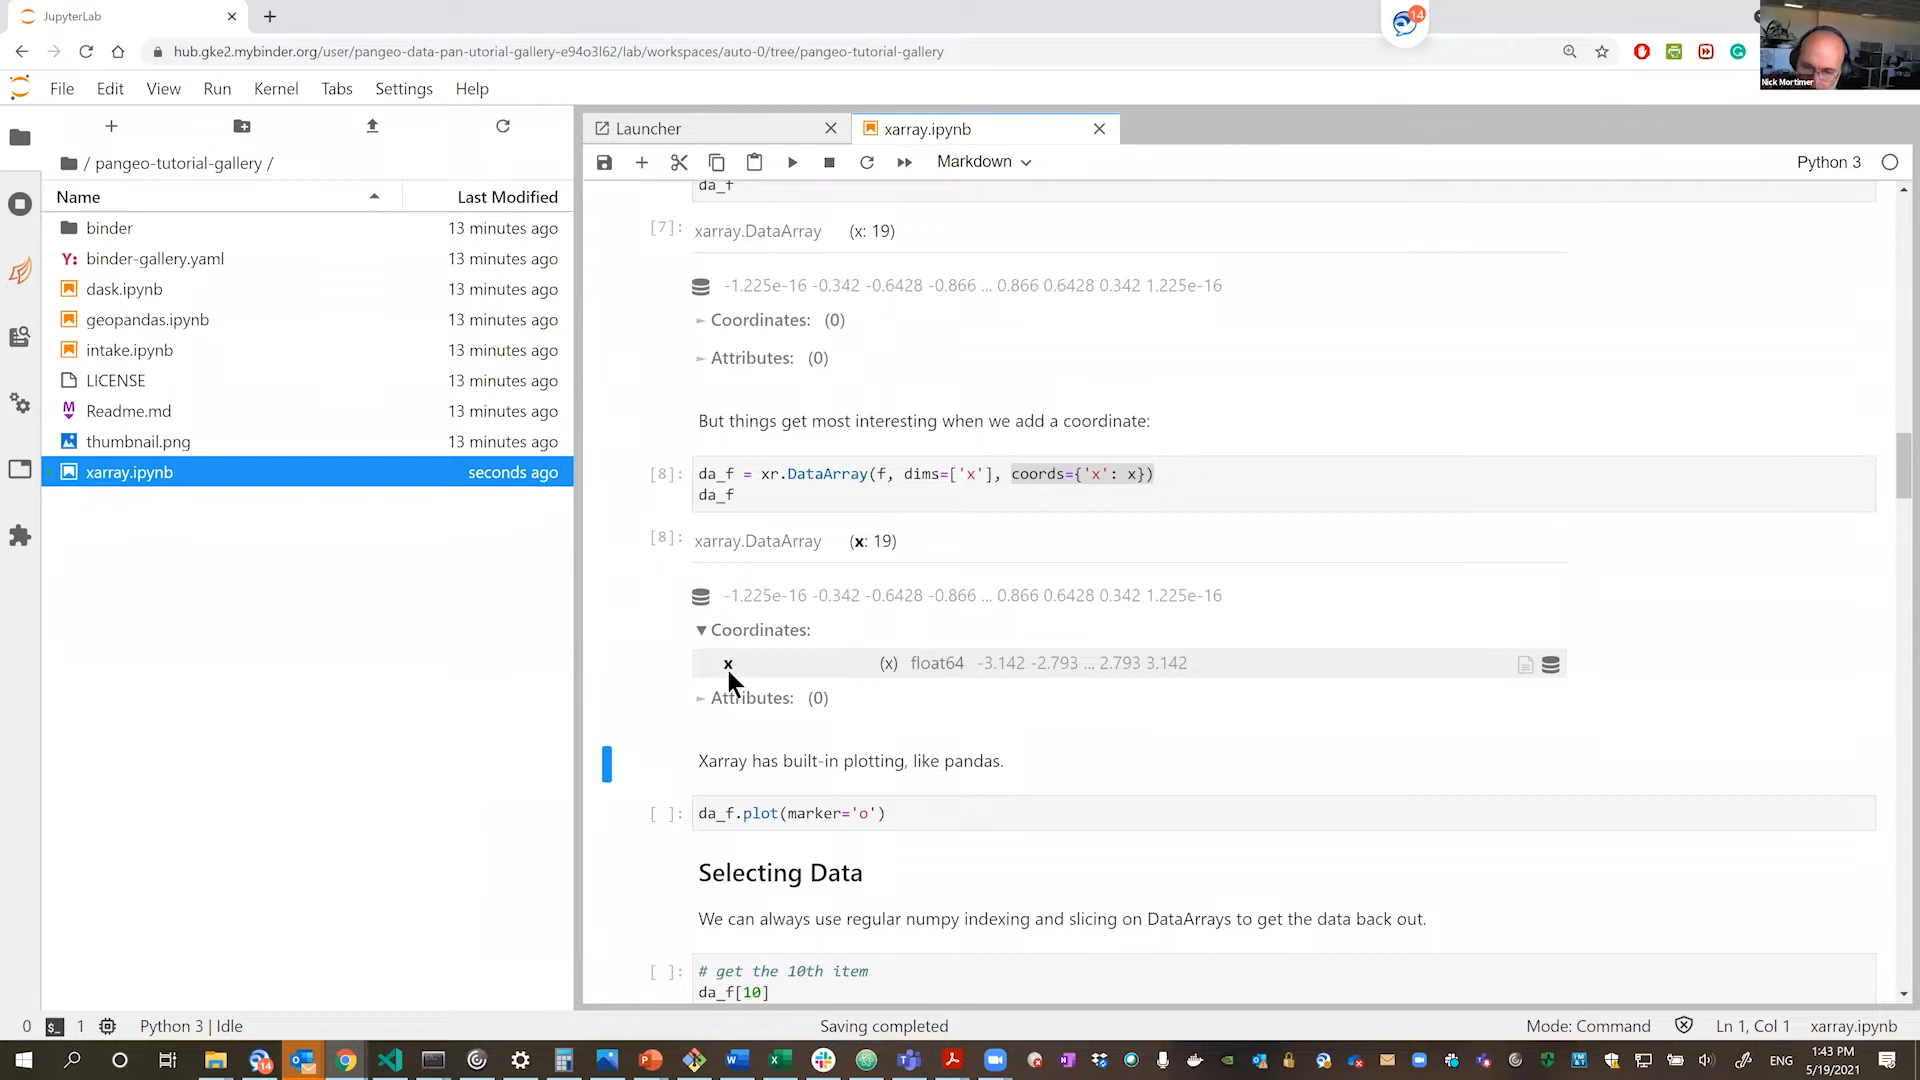 JupyterLab
14
hub.gke2.mybinder.org/user/pangeo-data-pan-utorial-gallery-e94o3l62/lab/workspaces/auto-0/tree/pangeo-tutorial-gallery
Nick Mortimer
File Edit View Run Kernel Tabs Settings Help
Launcher
xarray.ipynb
/ pangeo-tutorial-gallery /
Markdown
Python 3
Name
Last Modified
binder 13 minutes ago
binder-gallery.yaml 13 minutes ago
dask.ipynb 13 minutes ago
geopandas.ipynb 13 minutes ago
intake.ipynb 13 minutes ago
LICENSE 13 minutes ago
Readme.md 13 minutes ago
thumbnail.png 13 minutes ago
xarray.ipynb seconds ago
da_f
[7]: xarray.DataArray (x: 19)
-1.225e-16 -0.342 -0.6428 -0.866 ... 0.866 0.6428 0.342 1.225e-16
Coordinates: (0)
Attributes: (0)
But things get most interesting when we add a coordinate:
[8]: da_f = xr.DataArray(f, dims=['x'], coords={'x': x})
da_f
[8]: xarray.DataArray (x: 19)
-1.225e-16 -0.342 -0.6428 -0.866 ... 0.866 0.6428 0.342 1.225e-16
Coordinates:
x (x) float64 -3.142 -2.793 ... 2.793 3.142
Attributes: (0)
Xarray has built-in plotting, like pandas.
[ ]: da_f.plot(marker='o')
Selecting Data
We can always use regular numpy indexing and slicing on DataArrays to get the data back out.
[ ]: # get the 10th item
da_f[10]
0 1 Python 3 | Idle
Saving completed
Mode: Command
Ln 1, Col 1
xarray.ipynb
14
ENG
1:43 PM
5/19/2021